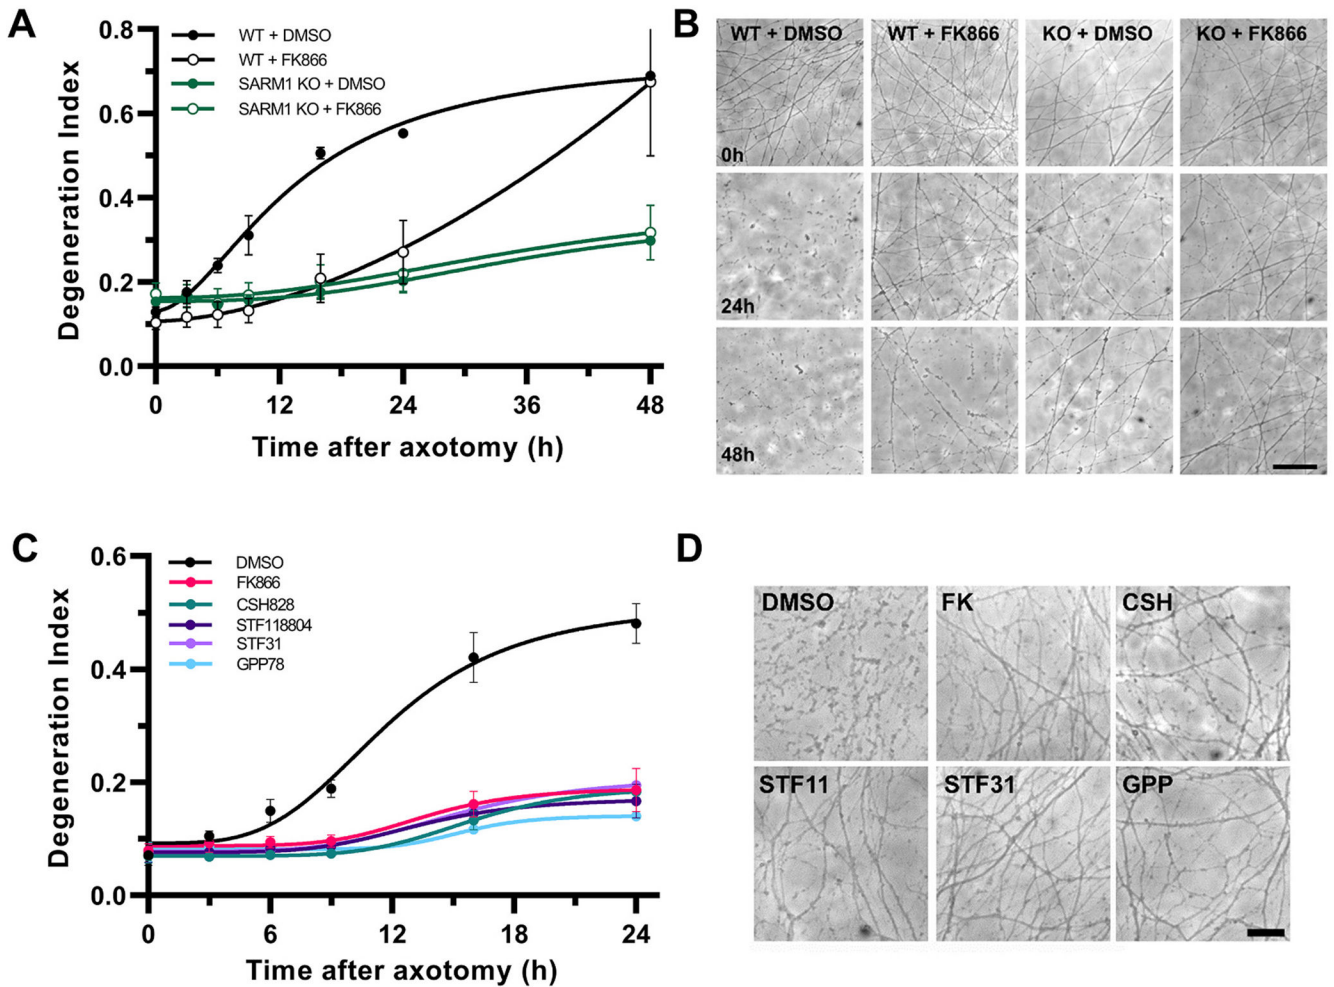 A
0.8
0.6
0.4
0.2
0.0
Degeneration Index
WT + DMSO
WT + FK866
SARM1 KO + DMSO
SARM1 KO + FK866
0 12 24 36 48
Time after axotomy (h)
B
WT + DMSO WT + FK866 KO + DMSO KO + FK866
0h
24h
48h
C
0.6
0.4
0.2
0.0
Degeneration Index
DMSO
FK866
CSH828
STF118804
STF31
GPP78
0 6 12 18 24
Time after axotomy (h)
D
DMSO FK CSH
STF11 STF31 GPP